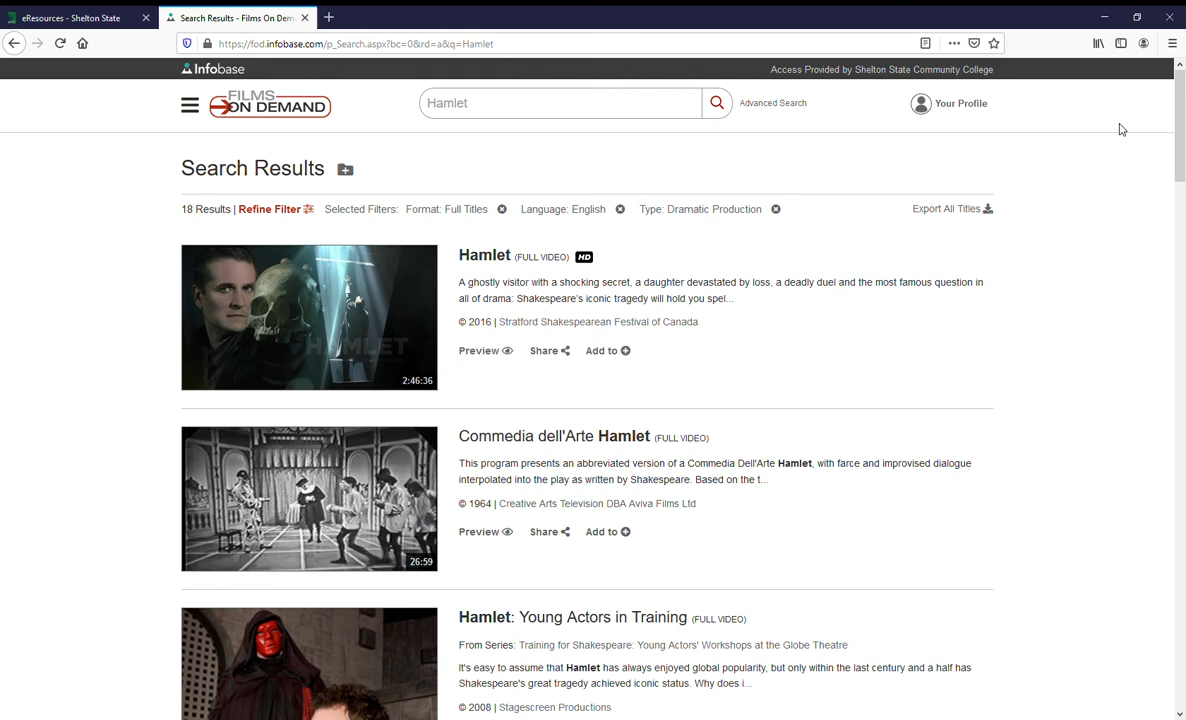 eResources - Shelton State
Search Results - Films On Dem
https://fod.infobase.com/p_Search.aspx?bc=0&rd=a&q=Hamlet
Infobase
Access Provided by Shelton State Community College
FILMS ON DEMAND
Hamlet
Advanced Search
Your Profile
Search Results
18 Results | Refine Filter Selected Filters: Format: Full Titles Language: English Type: Dramatic Production
Export All Titles
Hamlet (FULL VIDEO) HD
A ghostly visitor with a shocking secret, a daughter devastated by loss, a deadly duel and the most famous question in
all of drama: Shakespeare's iconic tragedy will hold you spel...
© 2016 | Stratford Shakespearean Festival of Canada
Preview Share Add to
HAMLET
2:46:36
Commedia dell'Arte Hamlet (FULL VIDEO)
This program presents an abbreviated version of a Commedia Dell'Arte Hamlet, with farce and improvised dialogue
interpolated into the play as written by Shakespeare. Based on the t...
© 1964 | Creative Arts Television DBA Aviva Films Ltd
Preview Share Add to
26:59
Hamlet: Young Actors in Training (FULL VIDEO)
From Series: Training for Shakespeare: Young Actors' Workshops at the Globe Theatre
It's easy to assume that Hamlet has always enjoyed global popularity, but only within the last century and a half has
Shakespeare's great tragedy achieved iconic status. Why does i...
© 2008 | Stagescreen Productions